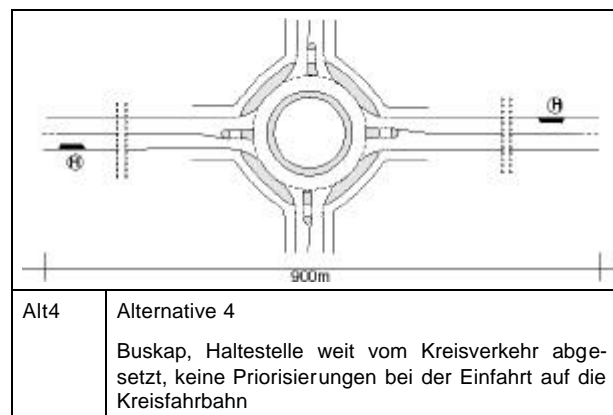 H
H
900m
Alt4 Alternative 4
Buskap, Haltestelle weit vom Kreisverkehr abge-
setzt, keine Priorisierungen bei der Einfahrt auf die
Kreisfahrbahn